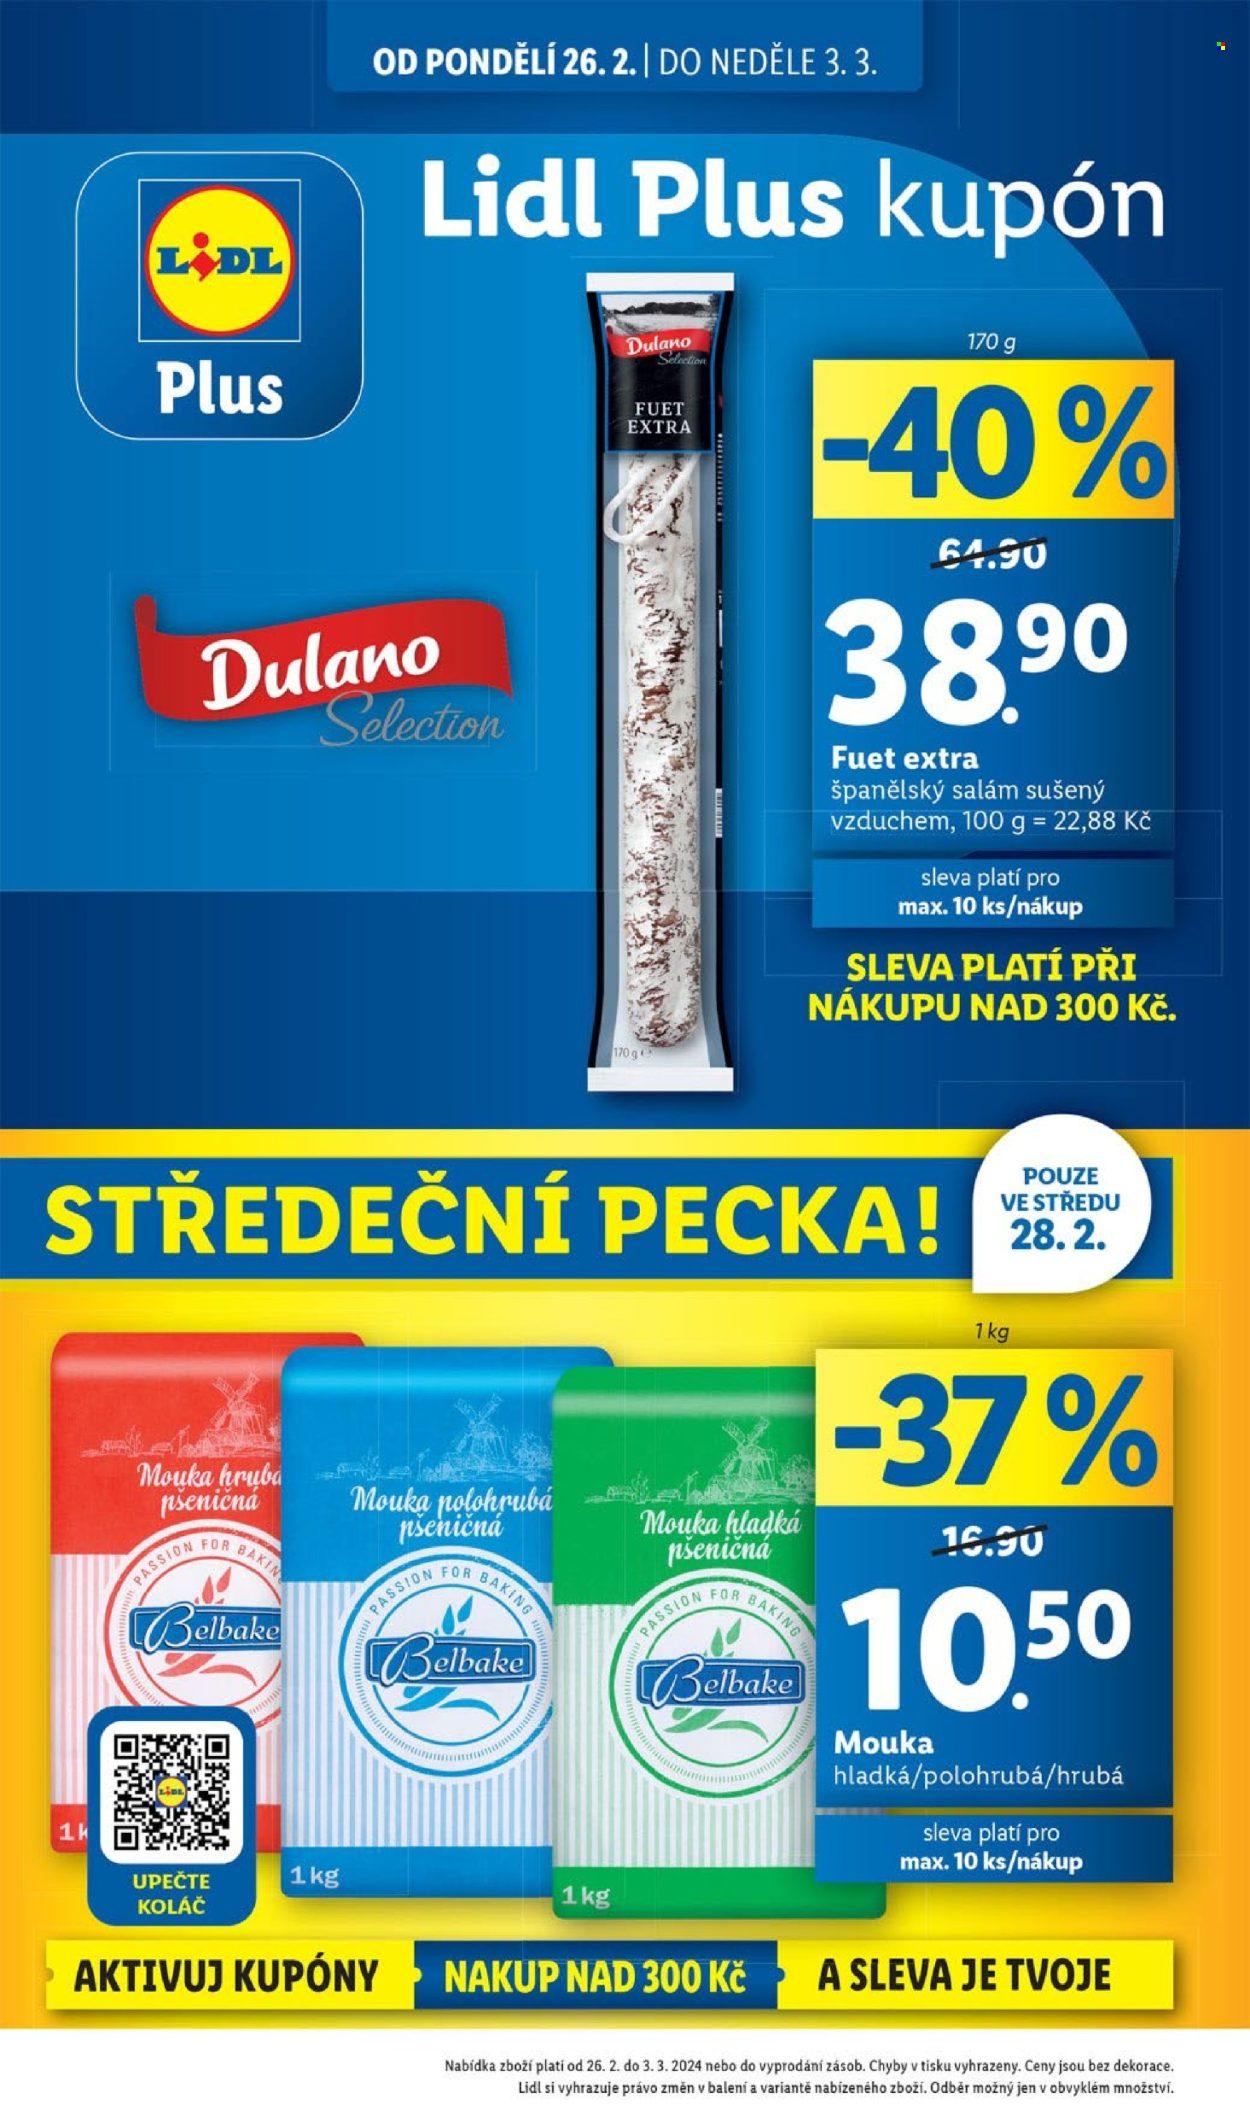 OD PONDĚLÍ 26. 2. | DO NEDĚLE 3. 3.
LIDL
Plus
Lidl Plus kupón
Dulano
Selection
FUET
EXTRA
170 g e
Dulano
Selection
170 g
-40 %
64.90
38.90
Fuet extra
španělský salám sušený
vzduchem, 100 g = 22,88 Kč
sleva platí pro
max. 10 ks/nákup
SLEVA PLATÍ PŘI
NÁKUPU NAD 300 Kč.
STŘEDEČNÍ PECKA!
POUZE
VE STŘEDU
28. 2.
Mouka hrubá
pšeničná
PASSION FOR BAKING
Belbake
Mouka polohrubá
pšeničná
PASSION FOR BAKING
Belbake
1 kg
Mouka hladká
pšeničná
PASSION FOR BAKING
Belbake
1 kg
LIDL
UPEČTE
KOLÁČ
1 kg
-37 %
16.90
10.50
Mouka
hladká/polohrubá/hrubá
sleva platí pro
max. 10 ks/nákup
AKTIVUJ KUPÓNY
NAKUP NAD 300 Kč
A SLEVA JE TVOJE
Nabídka zboží platí od 26. 2. do 3. 3. 2024 nebo do vyprodání zásob. Chyby v tisku vyhrazeny. Ceny jsou bez dekorace.
Lidl si vyhrazuje právo změn v balení a variantě nabízeného zboží. Odběr možný jen v obvyklém množství.